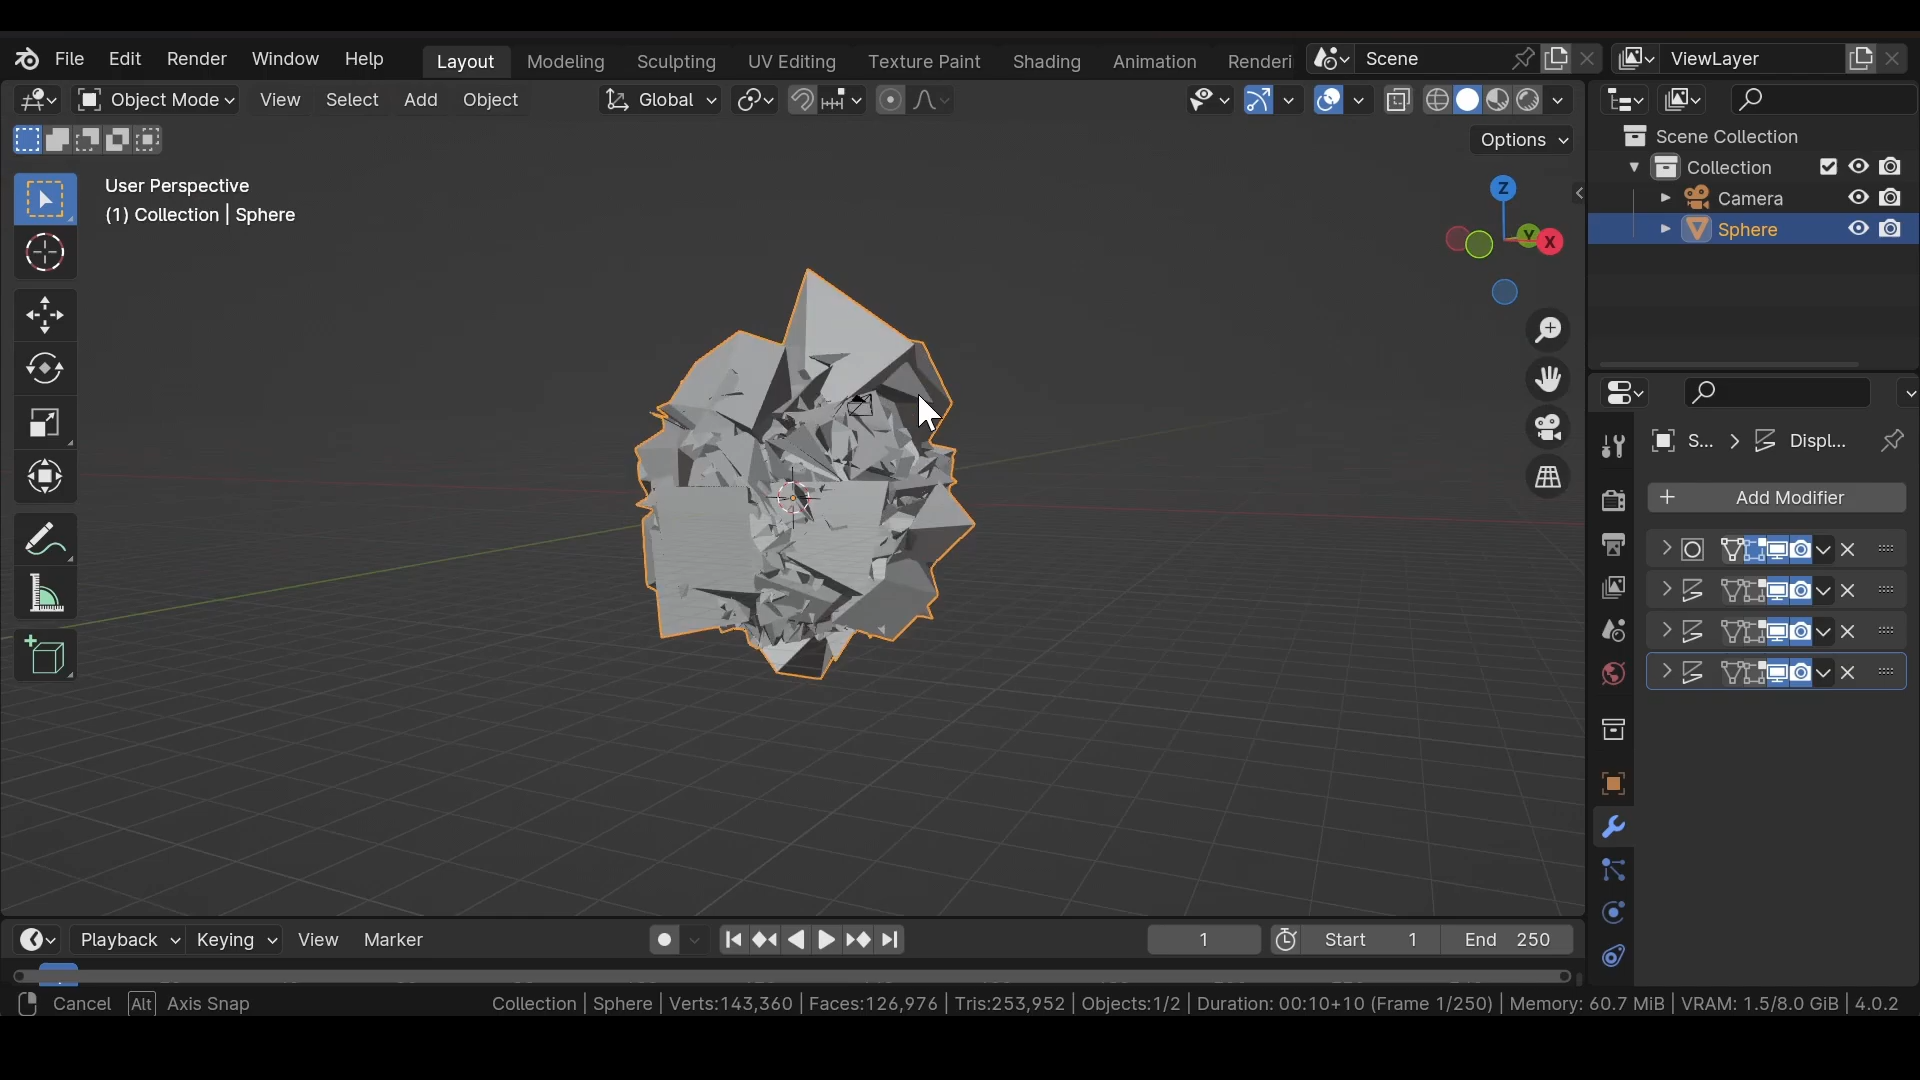 File Edit Render Window Help Layout Modeling Sculpting UV Editing Texture Paint Shading Animation Renderi Scene ViewLayer
Object Mode View Select Add Object Global
Options
User Perspective
(1) Collection | Sphere
Z
Y
X
Scene Collection
Collection
Camera
Sphere
S... Displ...
+ Add Modifier
Playback Keying View Marker 1 Start 1 End 250
Cancel Alt Axis Snap Collection | Sphere | Verts:143,360 | Faces:126,976 | Tris:253,952 | Objects:1/2 | Duration: 00:10+10 (Frame 1/250) | Memory: 60.7 MiB | VRAM: 1.5/8.0 GiB | 4.0.2